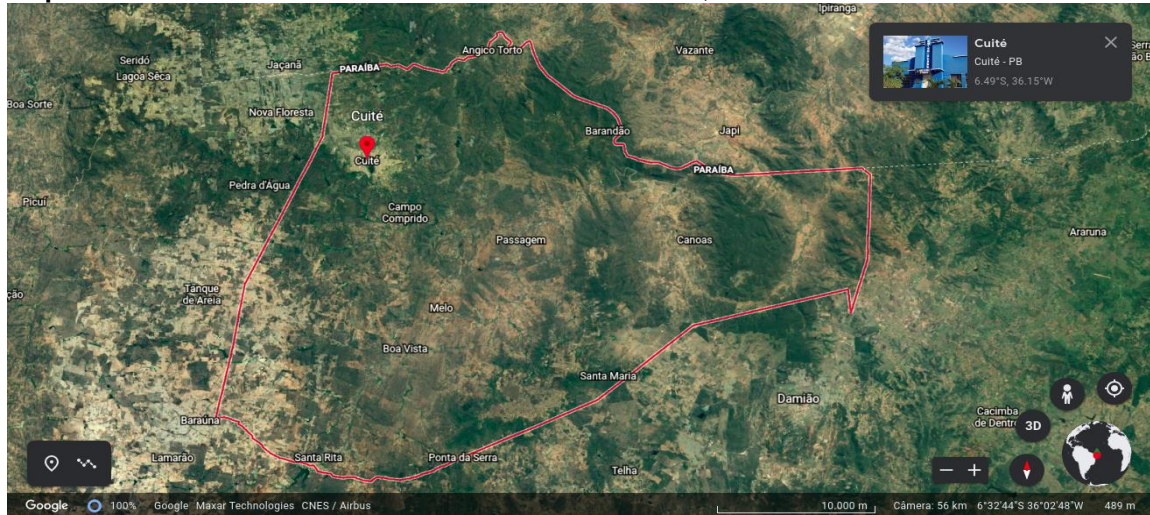 Ipiranga
Cuité
Cuité - PB
6.49°S, 36.15°W
Angico Torto
Vazante
Seridó
Jaçanã
PARAÍBA
Lagoa Sêca
Boa Sorte
Nova Floresta
Cuité
Barandão
Japi
Cuité
PARAÍBA
Pedra d'Água
Picuí
Campo
Comprido
Passagem
Canoas
Araruna
Tanque
de Areia
Melo
Boa Vista
Santa Maria
Damião
Baraúna
Cacimba
de Dentro
3D
Lamarão
Santa Rita
Ponta da Serra
Telha
Google 100% Google Maxar Technologies CNES / Airbus 10.000 m Câmera: 56 km 6°32'44"S 36°02'48"W 489 m